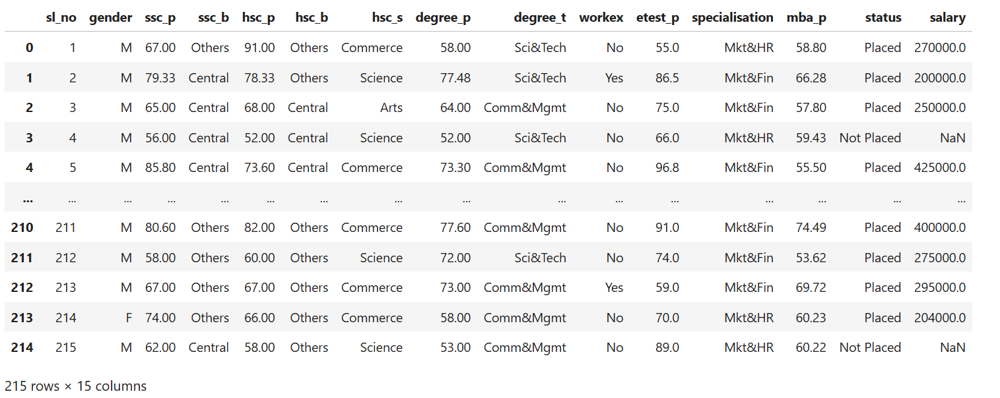 sl_no gender ssc_p ssc_b hsc_p hsc_b hsc_s degree_p degree_t workex etest_p specialisation mba_p status salary
0 1 M 67.00 Others 91.00 Others Commerce 58.00 Sci&Tech No 55.0 Mkt&HR 58.80 Placed 270000.0
1 2 M 79.33 Central 78.33 Others Science 77.48 Sci&Tech Yes 86.5 Mkt&Fin 66.28 Placed 200000.0
2 3 M 65.00 Central 68.00 Central Arts 64.00 Comm&Mgmt No 75.0 Mkt&Fin 57.80 Placed 250000.0
3 4 M 56.00 Central 52.00 Central Science 52.00 Sci&Tech No 66.0 Mkt&HR 59.43 Not Placed NaN
4 5 M 85.80 Central 73.60 Central Commerce 73.30 Comm&Mgmt No 96.8 Mkt&Fin 55.50 Placed 425000.0
... ... ... ... ... ... ... ... ... ... ... ... ... ... ... ...
210 211 M 80.60 Others 82.00 Others Commerce 77.60 Comm&Mgmt No 91.0 Mkt&Fin 74.49 Placed 400000.0
211 212 M 58.00 Others 60.00 Others Science 72.00 Sci&Tech No 74.0 Mkt&Fin 53.62 Placed 275000.0
212 213 M 67.00 Others 67.00 Others Commerce 73.00 Comm&Mgmt Yes 59.0 Mkt&Fin 69.72 Placed 295000.0
213 214 F 74.00 Others 66.00 Others Commerce 58.00 Comm&Mgmt No 70.0 Mkt&HR 60.23 Placed 204000.0
214 215 M 62.00 Central 58.00 Others Science 53.00 Comm&Mgmt No 89.0 Mkt&HR 60.22 Not Placed NaN
215 rows × 15 columns